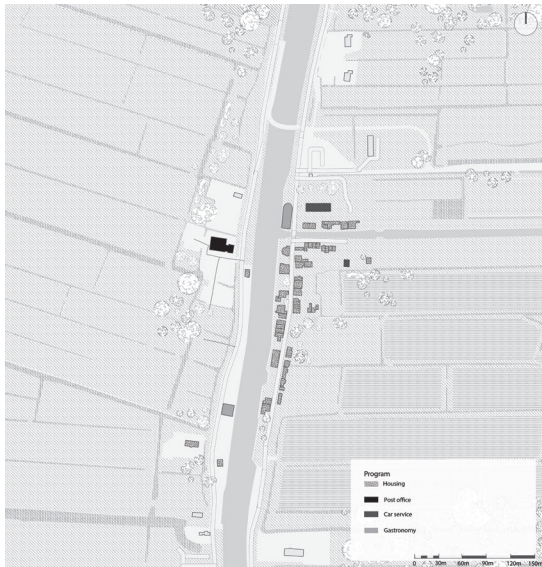 Program
Housing
Post office
Car service
Gastronomy
0 30m 60m 90m 120m 150m